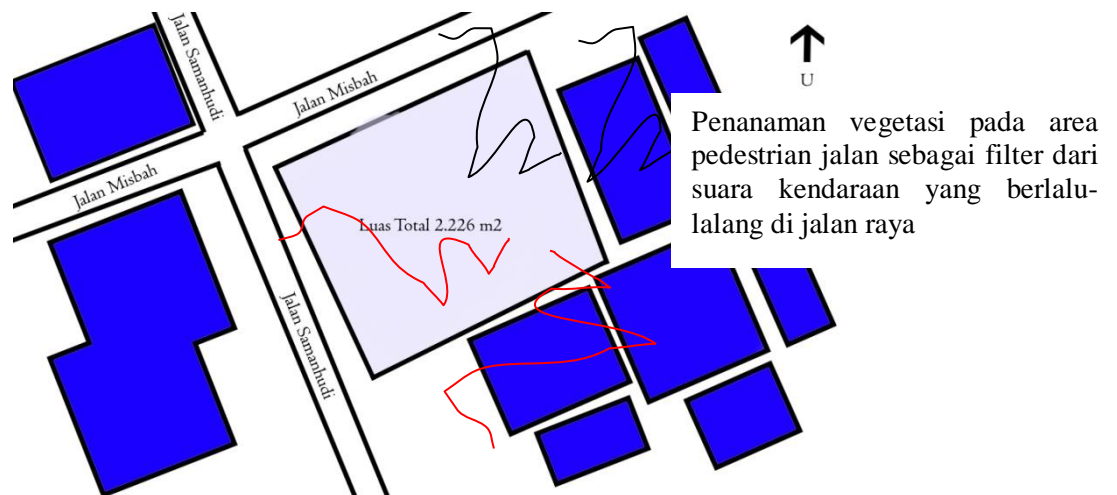 Jalan Samanhudi
Jalan Misbah
U
Penanaman vegetasi pada area
pedestrian jalan sebagai filter dari
suara kendaraan yang berlalu-
lalang di jalan raya
Jalan Misbah
Luas Total 2.226 m2
Jalan Samanhudi